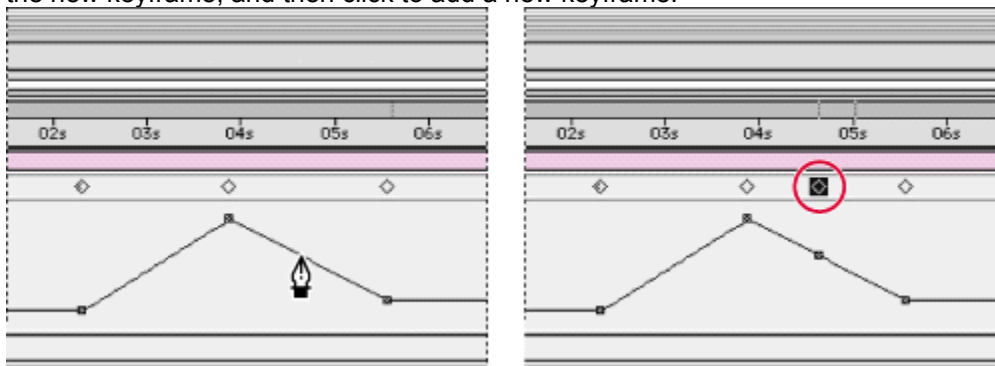 the new keyframe, and then click to add a new keyframe.
02s 03s 04s 05s 06s
02s 03s 04s 05s 06s